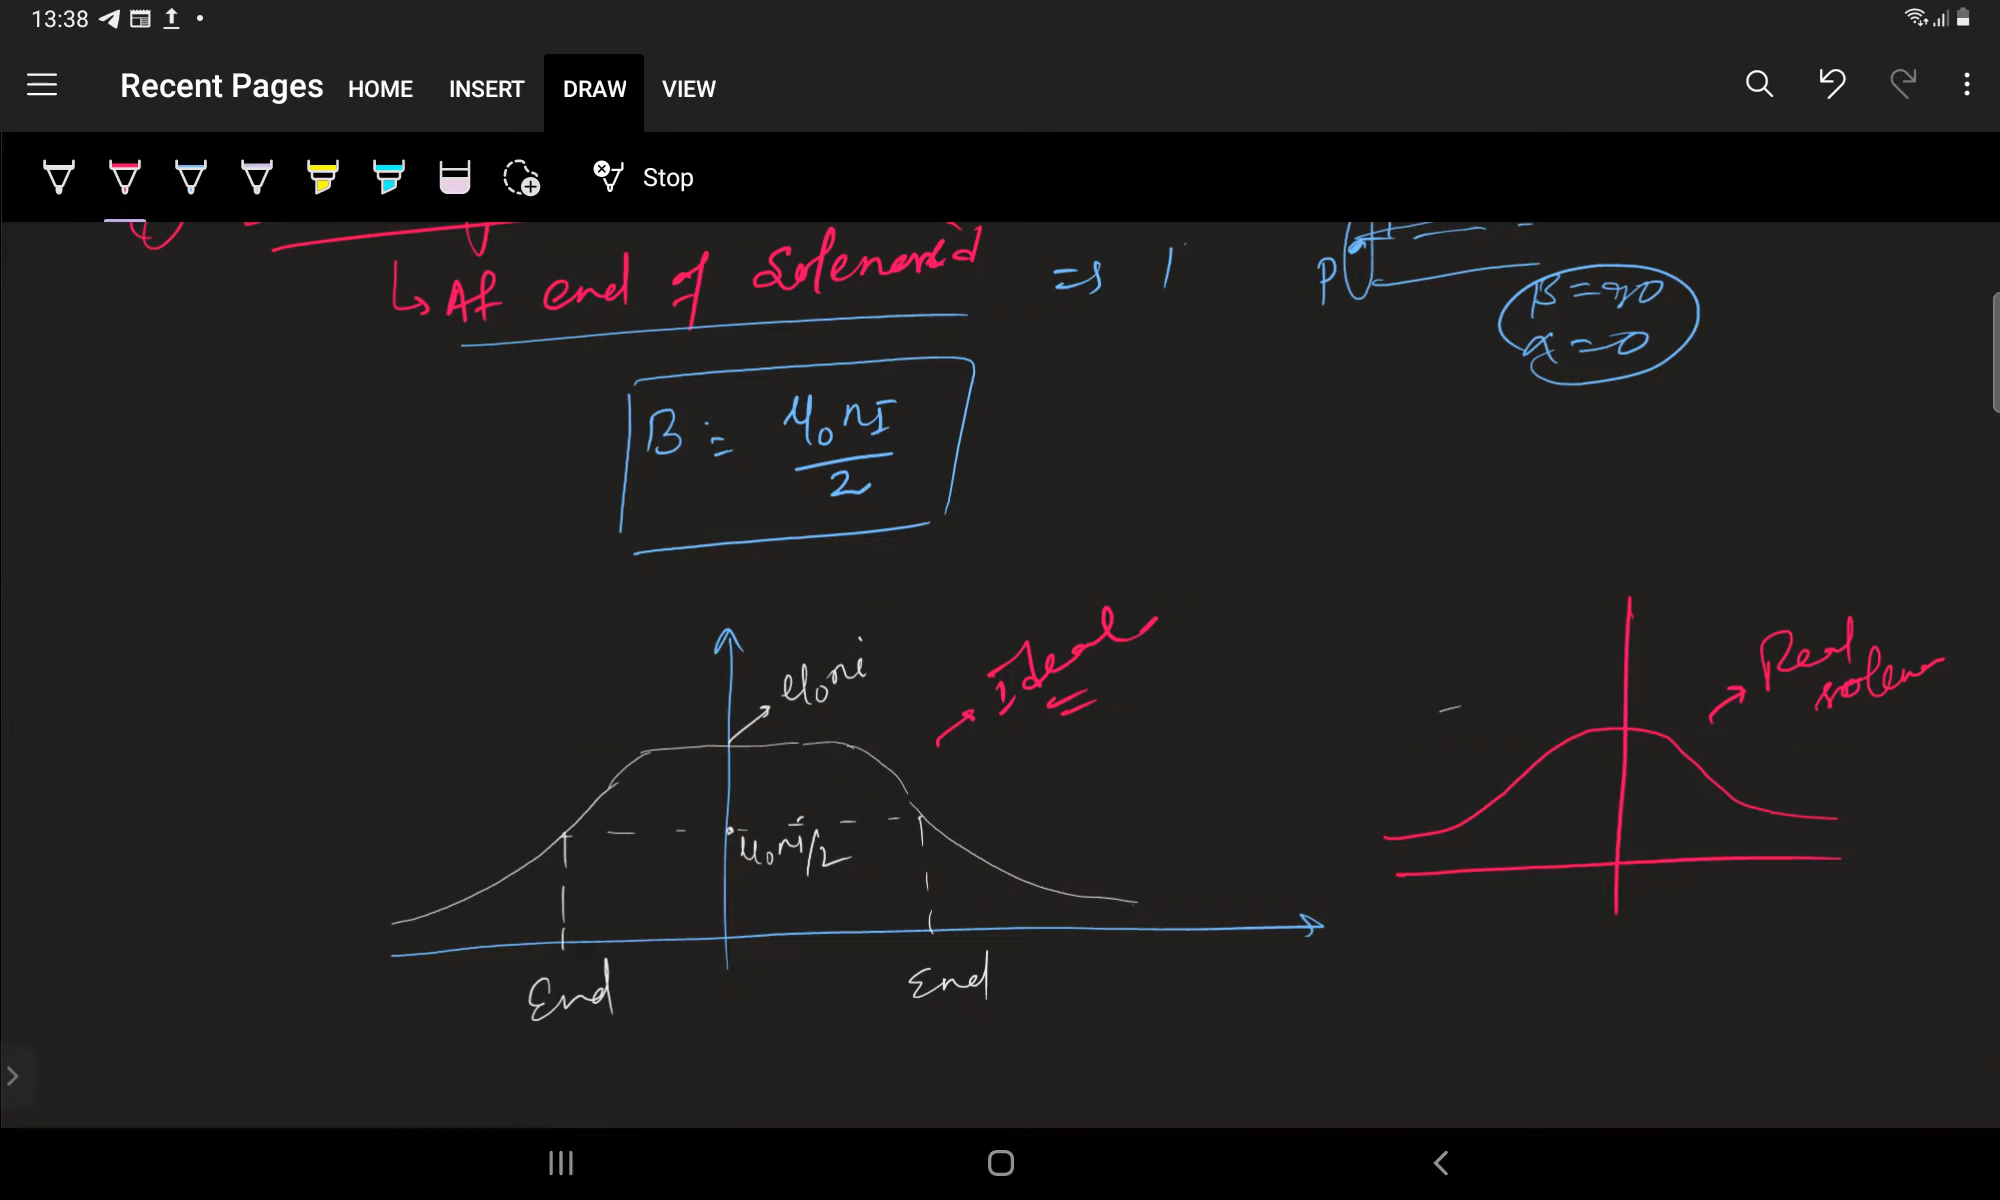 13:38
Recent Pages HOME INSERT DRAW VIEW
Stop
↳ At end of Solenoid ⇒
P
β = 90
α = 0
B = μ₀nI/2
μ₀ni
Ideal
Real
solen
μ₀nI/2
End
End